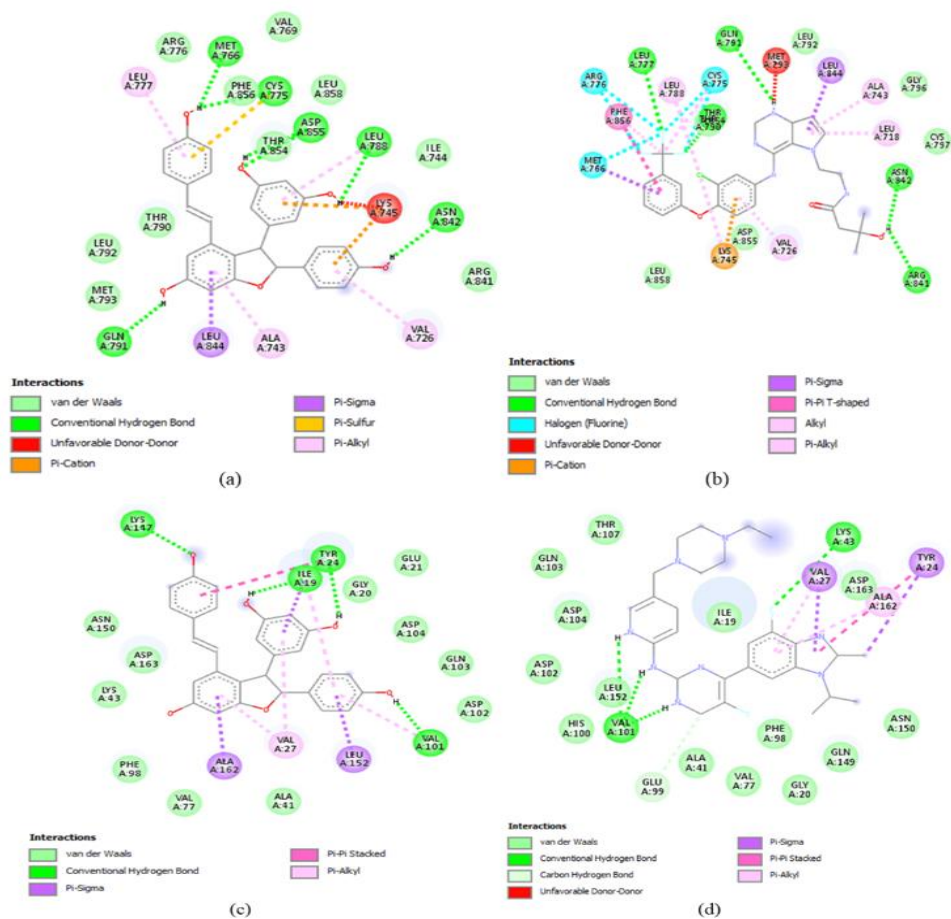 VAL
A:769
ARG
A:776
MET
A:766
LEU
A:777
PHE
A:856
CYS
A:775
LEU
A:858
ASP
A:855
THR
A:854
LEU
A:788
ILE
A:744
LYS
A:745
THR
A:790
ASN
A:842
LEU
A:792
ARG
A:841
MET
A:793
GLN
A:791
LEU
A:844
ALA
A:743
VAL
A:726
H
O
Interactions
van der Waals
Conventional Hydrogen Bond
Unfavorable Donor-Donor
Pi-Cation
Pi-Sigma
Pi-Sulfur
Pi-Alkyl
(a)
GLN
A:791
LEU
A:792
LEU
A:777
MET
A:293
LEU
A:844
ARG
A:776
LEU
A:788
CYS
A:775
ALA
A:743
GLY
A:796
PHE
A:856
THR
LEU
A:718
CYS
A:797
MET
A:766
ASN
A:842
ASP
A:855
LYS
A:745
VAL
A:726
LEU
A:858
ARG
A:841
Interactions
van der Waals
Conventional Hydrogen Bond
Halogen (Fluorine)
Unfavorable Donor-Donor
Pi-Cation
Pi-Sigma
Pi-Pi T-shaped
Alkyl
Pi-Alkyl
(b)
LYS
A:147
TYR
A:24
ILE
A:19
GLU
A:21
GLY
A:20
ASN
A:150
ASP
A:104
ASP
A:163
GLN
A:103
LYS
A:43
ASP
A:102
VAL
A:101
VAL
A:27
PHE
A:98
ALA
A:162
LEU
A:152
VAL
A:77
ALA
A:41
Interactions
van der Waals
Conventional Hydrogen Bond
Pi-Sigma
Pi-Pi Stacked
Pi-Alkyl
(c)
THR
A:107
LYS
A:43
GLN
A:103
TYR
A:24
VAL
A:27
ASP
A:163
ALA
A:162
ASP
A:104
ILE
A:19
ASP
A:102
LEU
A:152
HIS
A:100
VAL
A:101
PHE
A:98
ASN
A:150
ALA
A:41
GLN
A:149
GLU
A:99
VAL
A:77
GLY
A:20
Interactions
van der Waals
Conventional Hydrogen Bond
Carbon Hydrogen Bond
Unfavorable Donor-Donor
Pi-Sigma
Pi-Pi Stacked
Pi-Alkyl
(d)